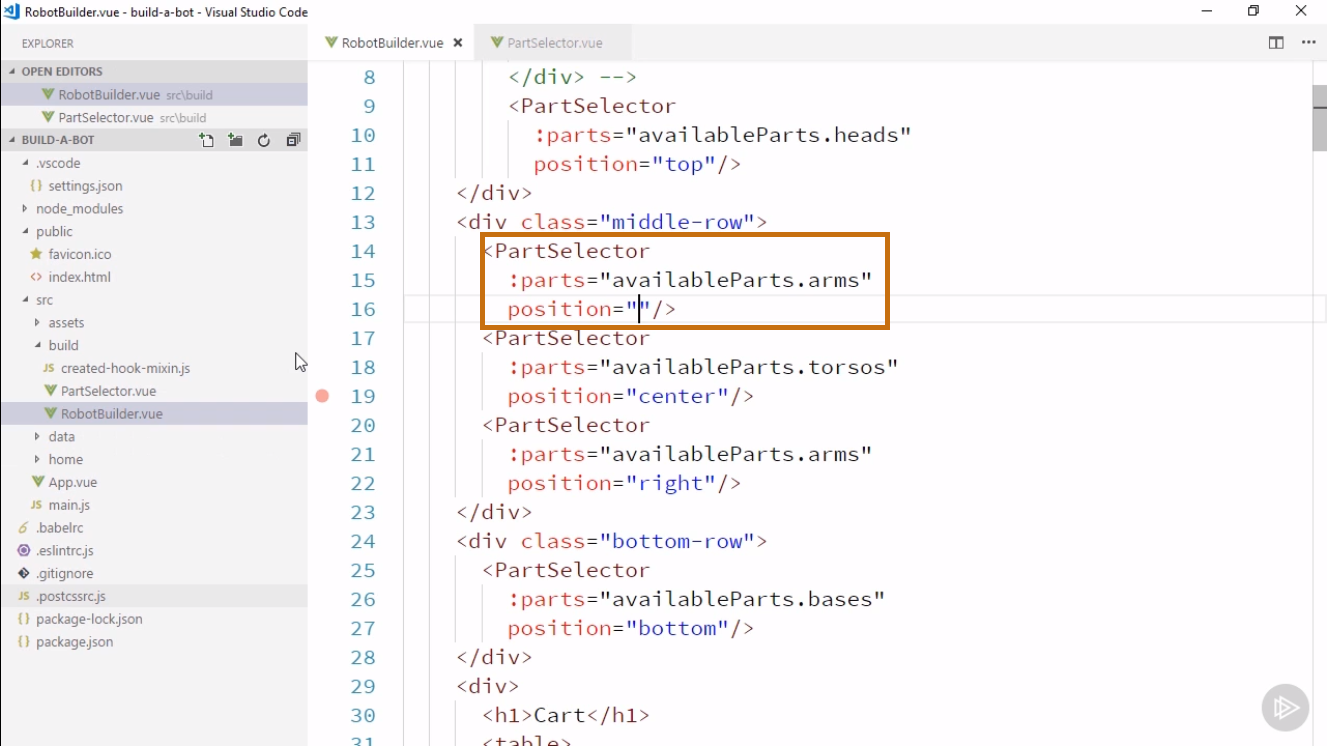 RobotBuilder.vue - build-a-bot - Visual Studio Code
EXPLORER
OPEN EDITORS
RobotBuilder.vue src\build
PartSelector.vue src\build
BUILD-A-BOT
.vscode
{} settings.json
node_modules
public
favicon.ico
<> index.html
src
assets
build
JS created-hook-mixin.js
PartSelector.vue
RobotBuilder.vue
data
home
App.vue
JS main.js
.babelrc
.eslintrc.js
.gitignore
JS .postcssrc.js
{} package-lock.json
{} package.json
RobotBuilder.vue
PartSelector.vue
8 </div> -->
9 <PartSelector
10 :parts="availableParts.heads"
11 position="top"/>
12 </div>
13 <div class="middle-row">
14 <PartSelector
15 :parts="availableParts.arms"
16 position=""/>
17 <PartSelector
18 :parts="availableParts.torsos"
19 position="center"/>
20 <PartSelector
21 :parts="availableParts.arms"
22 position="right"/>
23 </div>
24 <div class="bottom-row">
25 <PartSelector
26 :parts="availableParts.bases"
27 position="bottom"/>
28 </div>
29 <div>
30 <h1>Cart</h1>
31 <table>